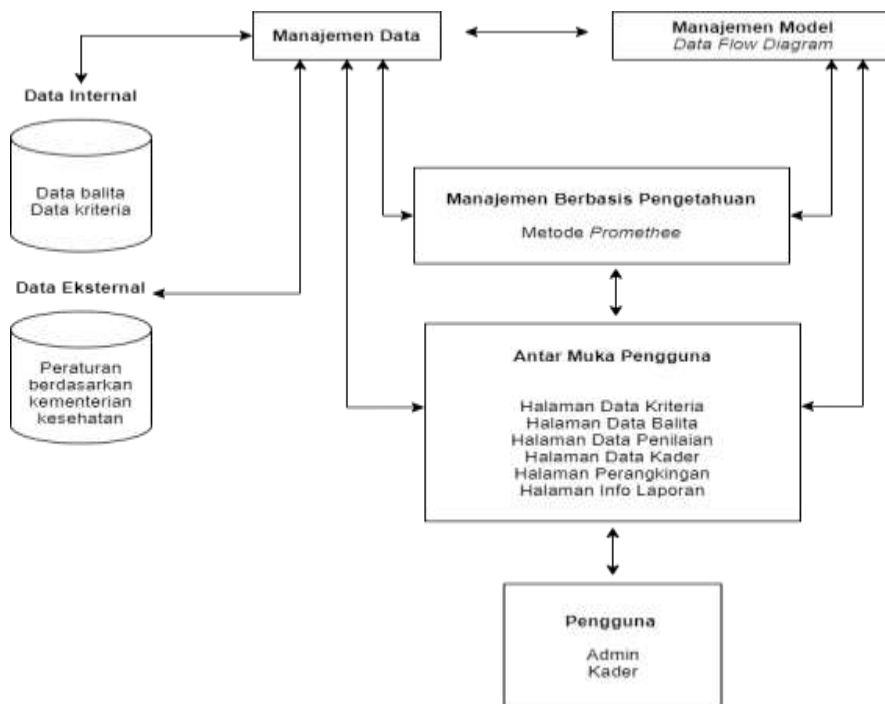 Manajemen Data
Manajemen Model
Data Flow Diagram
Data Internal
Data balita
Data kriteria
Manajemen Berbasis Pengetahuan
Metode Promethee
Data Eksternal
Peraturan
berdasarkan
kementerian
kesehatan
Antar Muka Pengguna
Halaman Data Kriteria
Halaman Data Balita
Halaman Data Penilaian
Halaman Data Kader
Halaman Perangkingan
Halaman Info Laporan
Pengguna
Admin
Kader